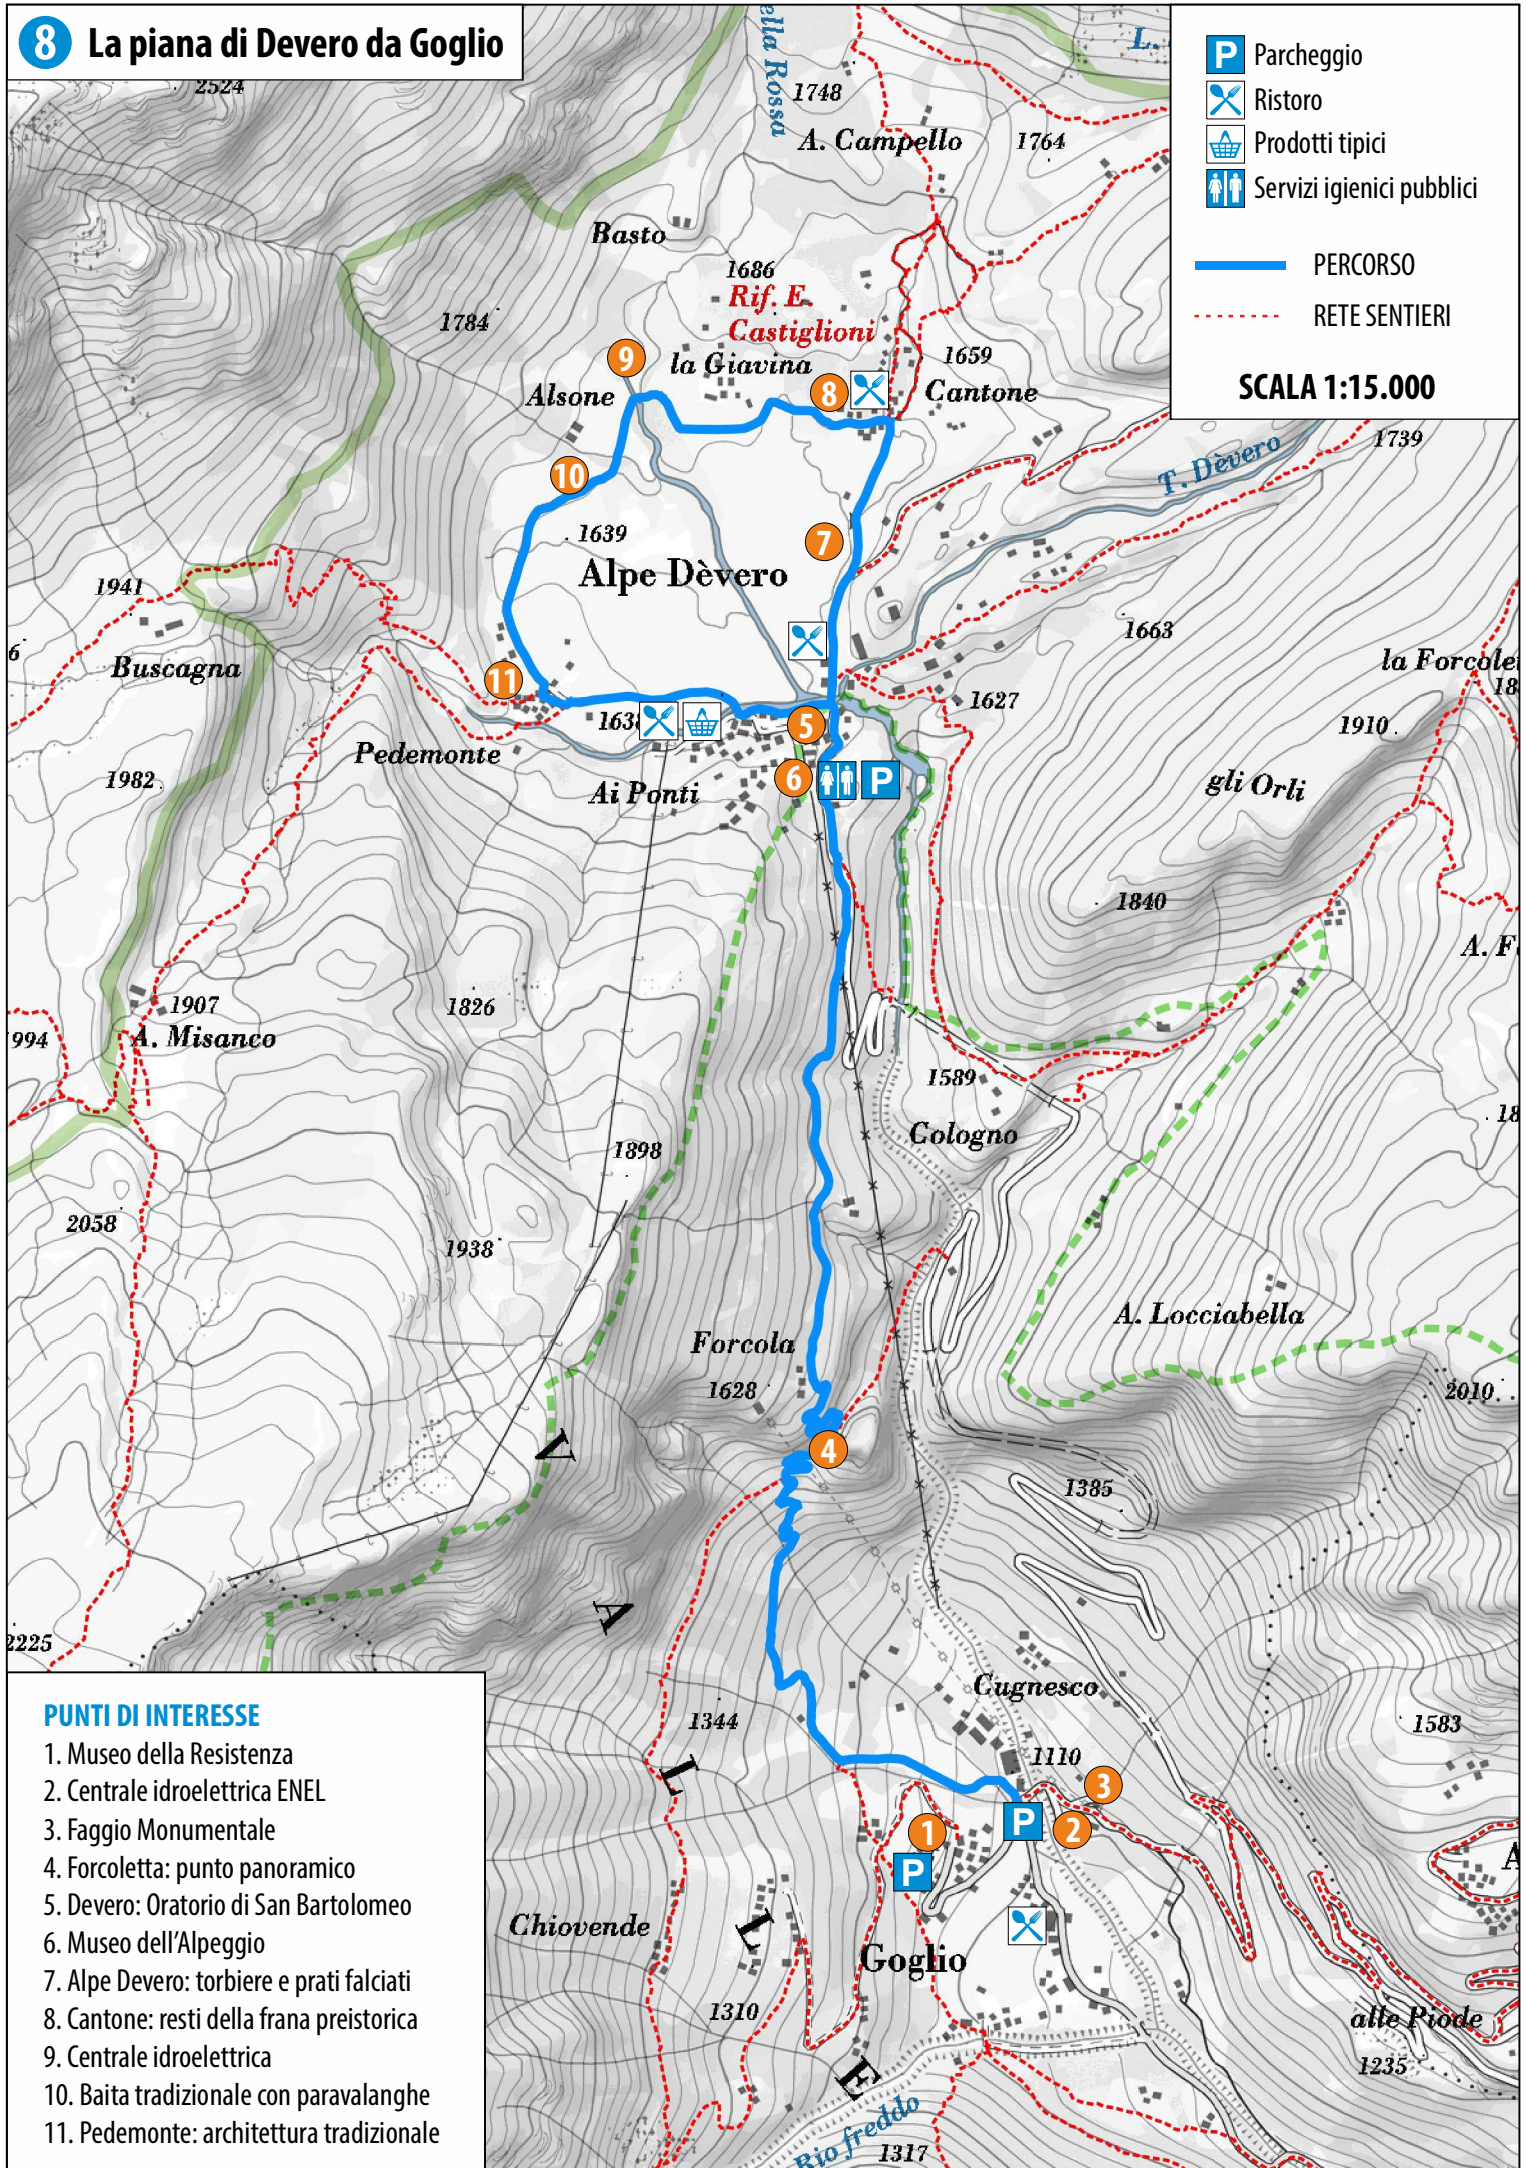 8 La piana di Devero da Goglio
P Parcheggio
Ristoro
Prodotti tipici
Servizi igienici pubblici
PERCORSO
RETE SENTIERI
SCALA 1:15.000
2524
ella Rossa
L.
1748
A. Campello
1764
Basto
1686
Rif. E.
Castiglioni
1784
9
la Giavina
1659
Alsone
8
Cantone
1739
T. Dèvero
10
1639
7
Alpe Dèvero
1941
1663
Buscagna
6
la Forcole
18
11
1627
1638
5
1910
Pedemonte
1982
Ai Ponti
6
P
gli Orli
1840
A. F
1907
1826
A. Misanco
994
1589
Cologno
18
1898
2058
1938
A. Locciabella
Forcola
1628
2010
4
1385
V
A
L
L
E
2225
Cugnesco
1344
1583
1110
3
P
2
1
P
A
Chiovende
Goglio
1310
alle Piode
1235
Rio freddo
1317
PUNTI DI INTERESSE
1. Museo della Resistenza
2. Centrale idroelettrica ENEL
3. Faggio Monumentale
4. Forcoletta: punto panoramico
5. Devero: Oratorio di San Bartolomeo
6. Museo dell'Alpeggio
7. Alpe Devero: torbiere e prati falciati
8. Cantone: resti della frana preistorica
9. Centrale idroelettrica
10. Baita tradizionale con paravalanghe
11. Pedemonte: architettura tradizionale